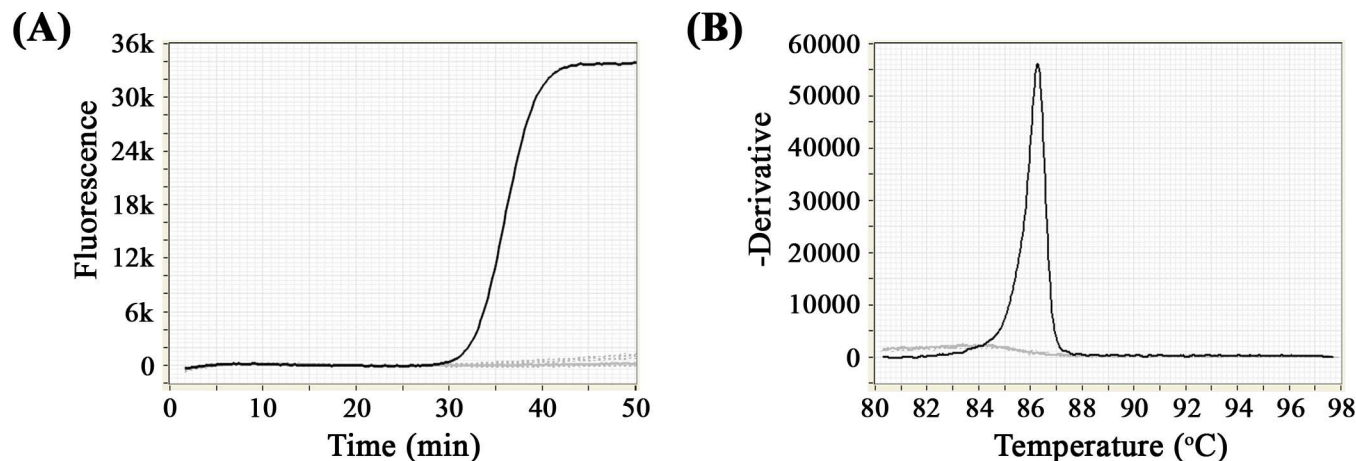 (A)
Fluorescence
36k
30k
24k
18k
12k
6k
0
0 10 20 30 40 50
Time (min)
(B)
-Derivative
60000
50000
40000
30000
20000
10000
0
80 82 84 86 88 90 92 94 96 98
Temperature (°C)